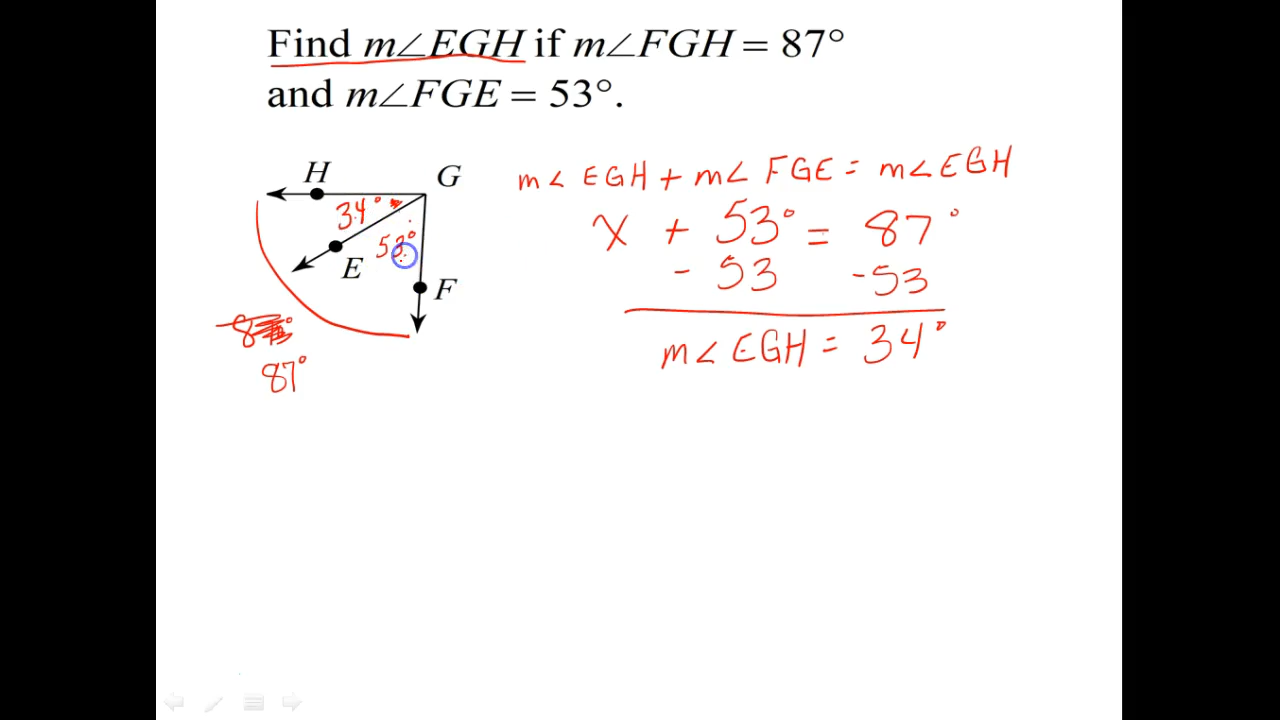 Find m∠EGH if m∠FGH = 87°
and m∠FGE = 53°.
H
G
E
F
34°
53°
87°
m∠ EGH + m∠ FGE = m∠EGH
x + 53° = 87°
- 53 -53
m∠ EGH = 34°